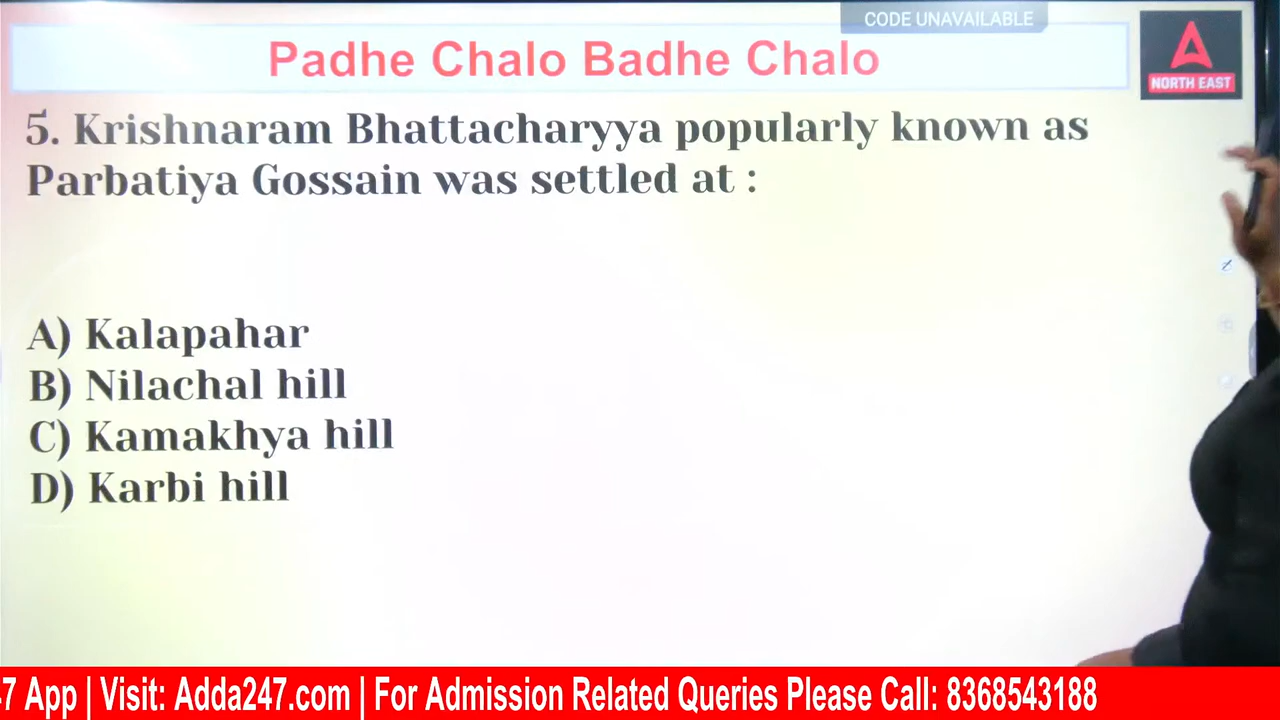 CODE UNAVAILABLE
Padhe Chalo Badhe Chalo
NORTH EAST
5. Krishnaram Bhattacharyya popularly known as
Parbatiya Gossain was settled at :
A) Kalapahar
B) Nilachal hill
C) Kamakhya hill
D) Karbi hill
7 App | Visit: Adda247.com | For Admission Related Queries Please Call: 8368543188